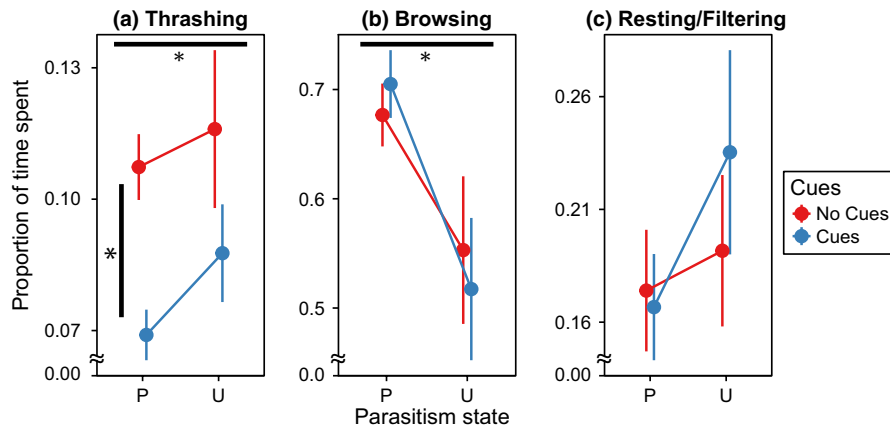 (a) Thrashing (b) Browsing (c) Resting/Filtering
Proportion of time spent
0.13
0.10
0.07
0.00
*
*
P U
0.7
0.6
0.5
0.0
*
P U
0.26
0.21
0.16
0.00
P U
Parasitism state
Cues
No Cues
Cues